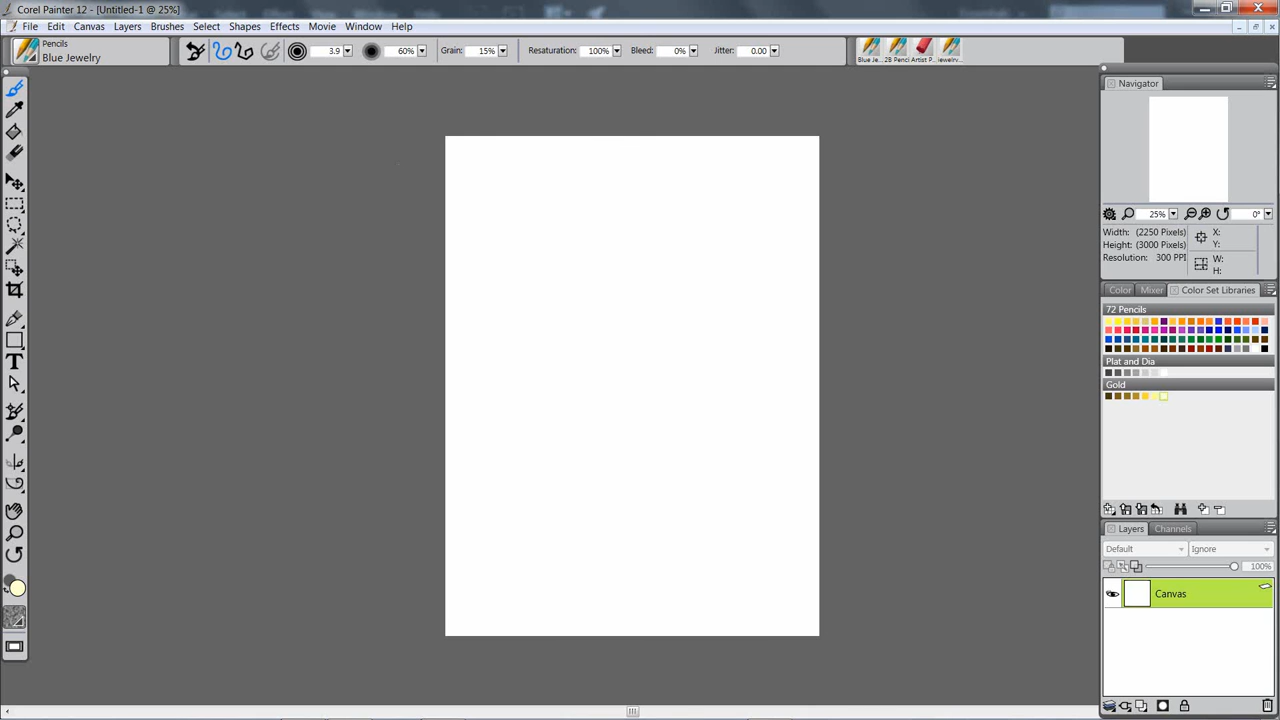 Corel Painter 12 - [Untitled-1 @ 25%]
File Edit Canvas Layers Brushes Select Shapes Effects Movie Window Help
Pencils
Blue Jewelry
3.9 60% Grain: 15% Resaturation: 100% Bleed: 0% Jitter: 0.00
Blue Je... 2B Penci Artist P... jewelry...
Navigator
25% 0°
Width: (2250 Pixels) X:
Height: (3000 Pixels) Y:
Resolution: 300 PPI W:
H:
Color Mixer Color Set Libraries
72 Pencils
Plat and Dia
Gold
T
Layers Channels
Default Ignore
100%
Canvas